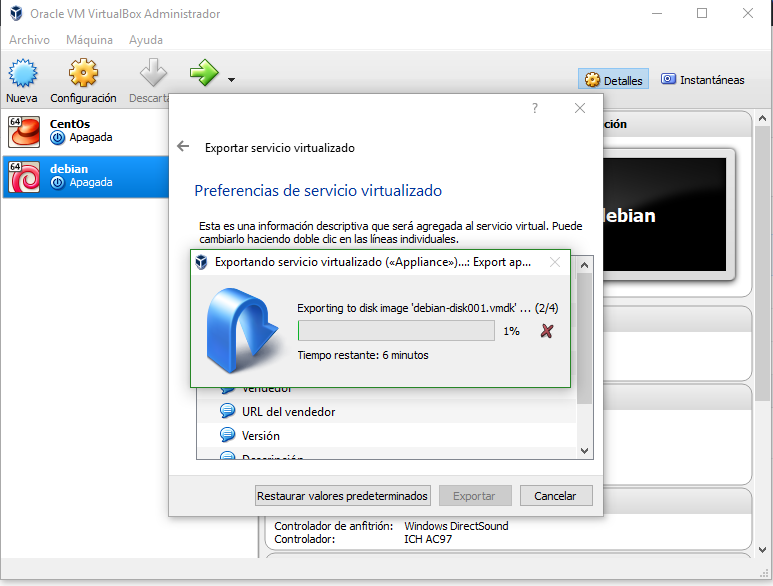 Oracle VM VirtualBox Administrador
Archivo Máquina Ayuda
Nueva Configuración Descarta
Detalles Instantáneas
64 CentOs
Apagada
64 debian
Apagada
ción
debian
?
Exportar servicio virtualizado
Preferencias de servicio virtualizado
Esta es una información descriptiva que será agregada al servicio virtual. Puede
cambiarlo haciendo doble clic en las líneas individuales.
Exportando servicio virtualizado («Appliance»)...: Export ap...
Exporting to disk image 'debian-disk001.vmdk' ... (2/4)
1%
Tiempo restante: 6 minutos
Vendedor
URL del vendedor
Versión
Descripción
Restaurar valores predeterminados Exportar Cancelar
Controlador de anfitrión: Windows DirectSound
Controlador: ICH AC97